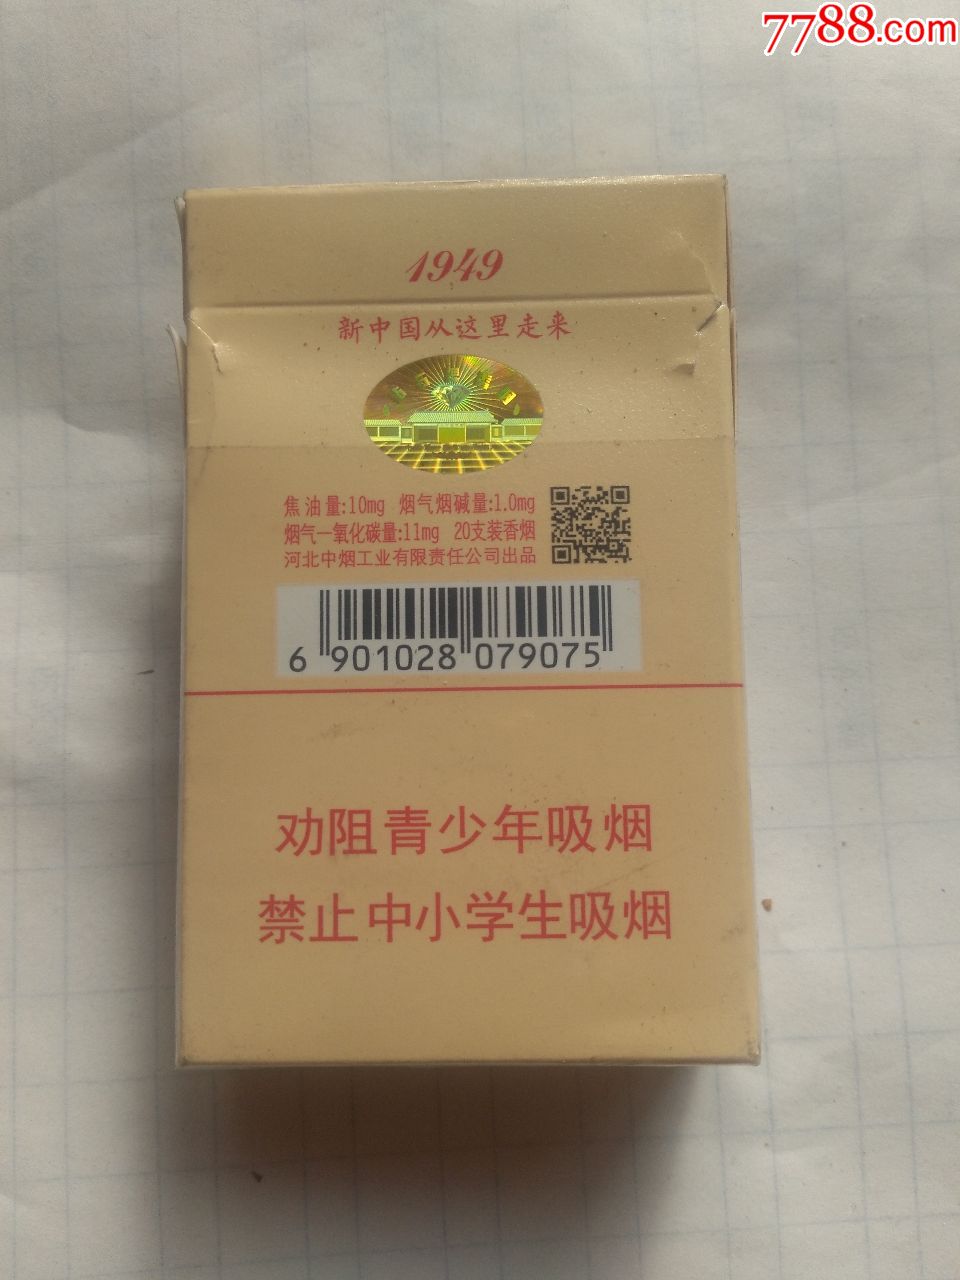 7788.com
1949
新中国从这里走来
焦油量:10mg 烟气烟碱量:1.0mg
烟气一氧化碳量:11mg 20支装香烟
河北中烟工业有限责任公司出品
6 901028 079075
劝阻青少年吸烟
禁止中小学生吸烟